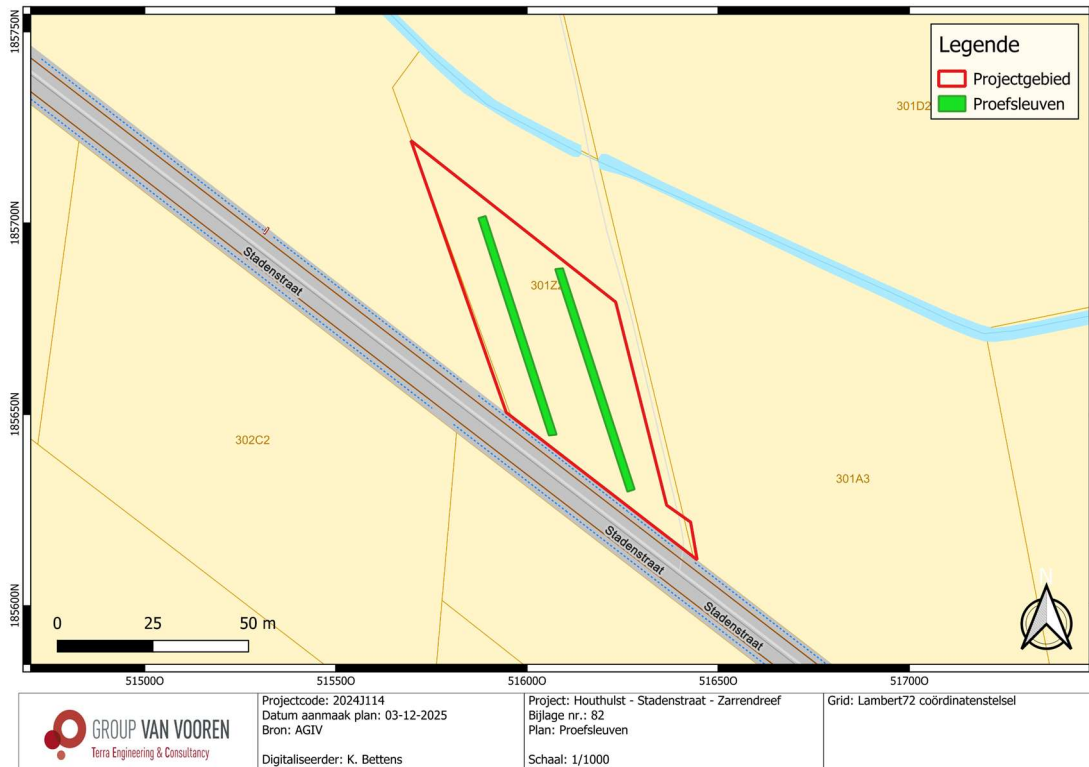 185750N
185700N
185650N
185600N
Legende
Projectgebied
Proefsleuven
301D2
301Z2
Stadenstraat
302C2
301A3
Stadenstraat
Stadenstraat
N
0 25 50 m
515000 515500 516000 516500 517000
GROUP VAN VOOREN
Terra Engineering & Consultancy
Projectcode: 2024J114
Datum aanmaak plan: 03-12-2025
Bron: AGIV
Digitaliseerder: K. Bettens
Project: Houthulst - Stadenstraat - Zarrendreef
Bijlage nr.: 82
Plan: Proefsleuven
Schaal: 1/1000
Grid: Lambert72 coördinatenstelsel